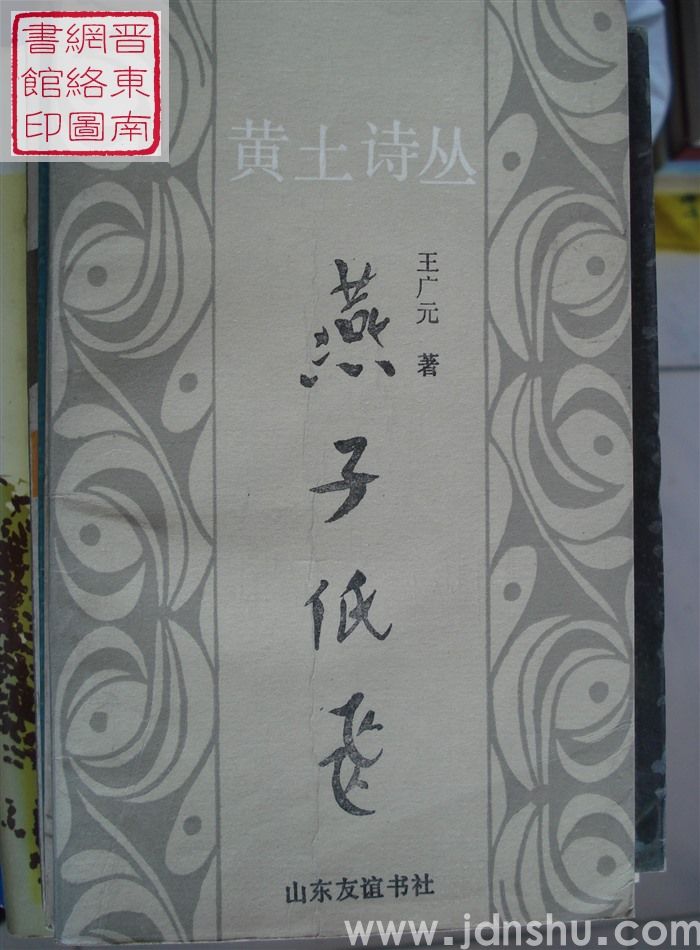 晋東南
網絡圖
書館印
黄土诗丛
王广元 著
燕子低飞
山东友谊书社
www.jdnshu.com